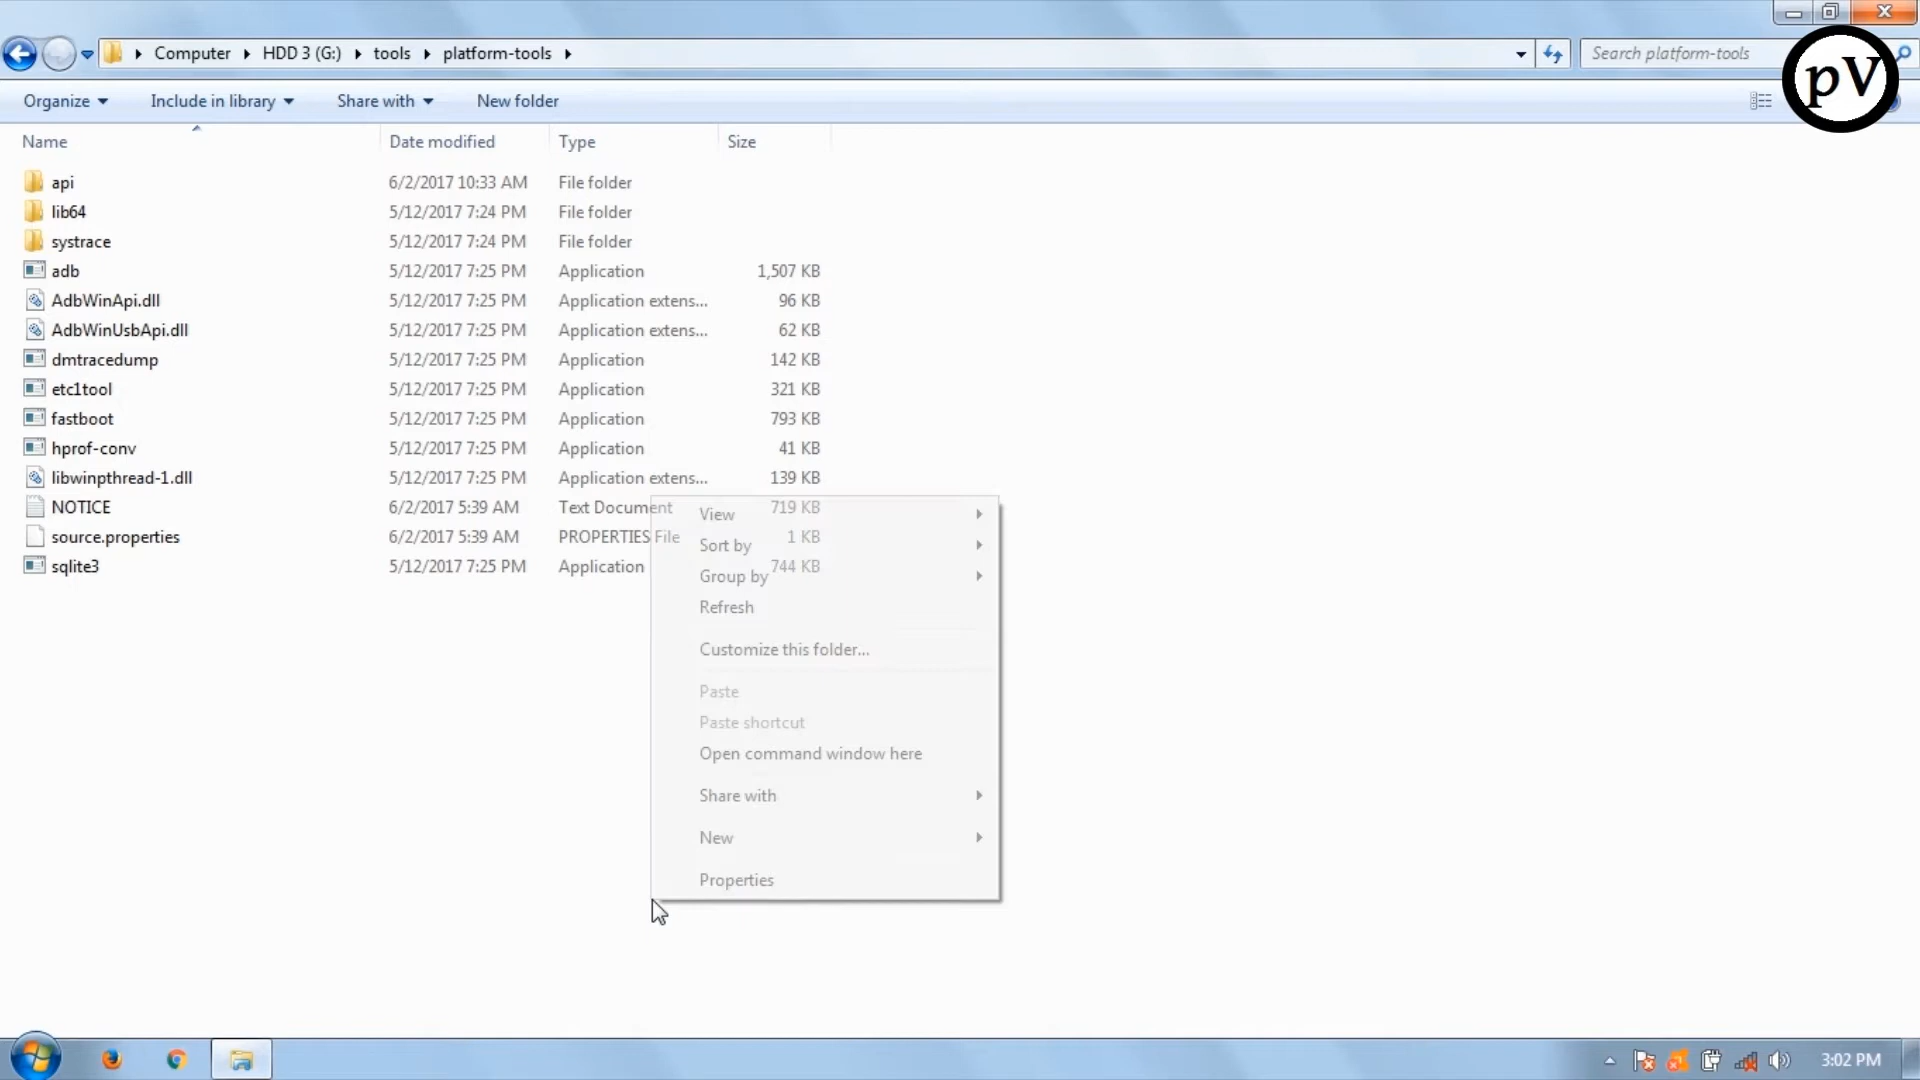 Computer HDD 3 (G:) tools platform-tools
Search platform-tools
pV
Organize Include in library Share with New folder
Name Date modified Type Size
api 6/2/2017 10:33 AM File folder
lib64 5/12/2017 7:24 PM File folder
systrace 5/12/2017 7:24 PM File folder
adb 5/12/2017 7:25 PM Application 1,507 KB
AdbWinApi.dll 5/12/2017 7:25 PM Application extens... 96 KB
AdbWinUsbApi.dll 5/12/2017 7:25 PM Application extens... 62 KB
dmtracedump 5/12/2017 7:25 PM Application 142 KB
etc1tool 5/12/2017 7:25 PM Application 321 KB
fastboot 5/12/2017 7:25 PM Application 793 KB
hprof-conv 5/12/2017 7:25 PM Application 41 KB
libwinpthread-1.dll 5/12/2017 7:25 PM Application extens... 139 KB
NOTICE 6/2/2017 5:39 AM Text Document 719 KB
source.properties 6/2/2017 5:39 AM PROPERTIES File 1 KB
sqlite3 5/12/2017 7:25 PM Application 744 KB
View
Sort by
Group by
Refresh
Customize this folder...
Paste
Paste shortcut
Open command window here
Share with
New
Properties
3:02 PM